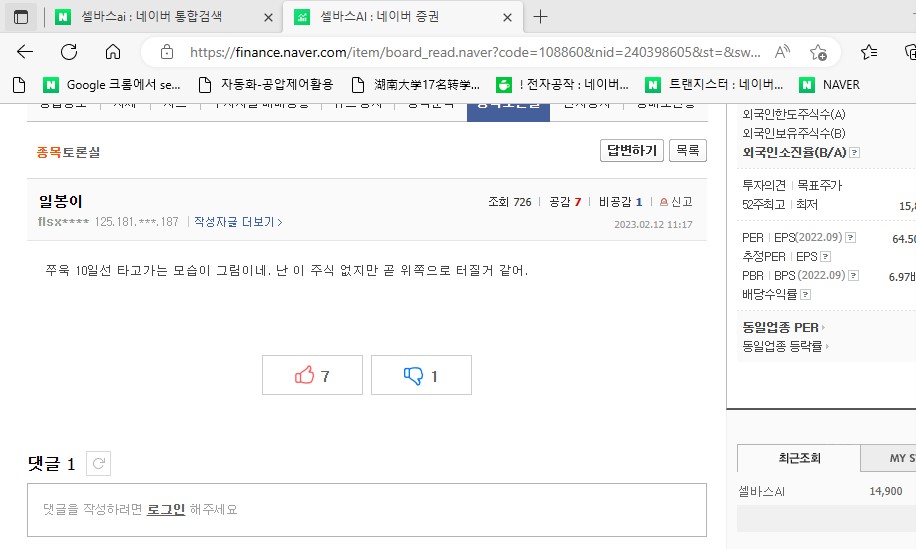 셀바스ai : 네이버 통합검색
셀바스AI : 네이버 증권
https://finance.naver.com/item/board_read.naver?code=108860&nid=240398605&st=&sw...
Google 크롬에서 se...
자동화-공압제어활용
湖南大学17名转学...
! 전자공작 : 네이버...
트랜지스터 : 네이버...
NAVER
종목토론실
답변하기
목록
일봉이
조회 726 공감 7 비공감 1 신고
flsx**** 125.181.***.187 작성자글 더보기
2023.02.12 11:17
쭈욱 10일선 타고가는 모습이 그림이네. 난 이 주식 없지만 곧 위쪽으로 터질거 같어.
7
1
댓글 1
댓글을 작성하려면 로그인 해주세요
외국인한도주식수(A)
외국인보유주식수(B)
외국인소진율(B/A) ?
투자의견 목표주가
52주최고 최저 15,8
PER EPS(2022.09) ? 64.50
추정PER EPS ?
PBR BPS (2022.09) ? 6.97배
배당수익률 ?
동일업종 PER
동일업종 등락률
최근조회
MY S
셀바스AI 14,900